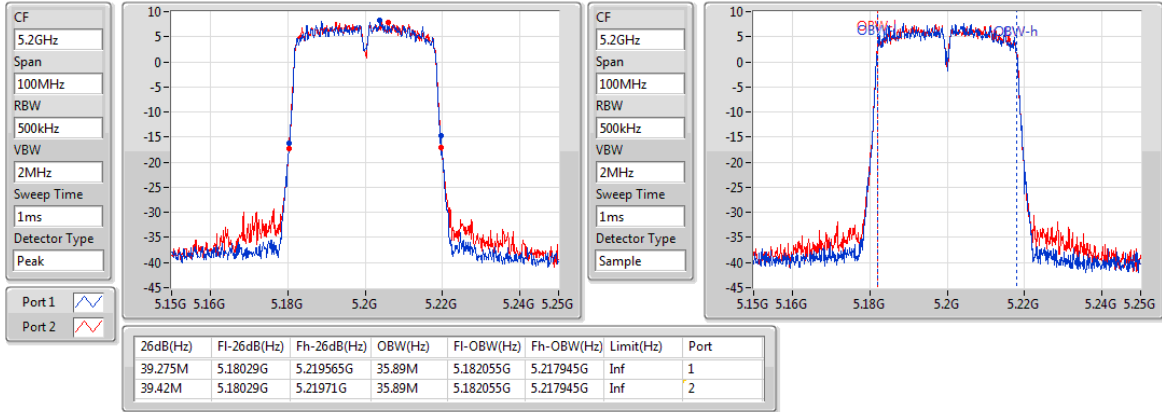 CF
5.2GHz
Span
100MHz
RBW
500kHz
VBW
2MHz
Sweep Time
1ms
Detector Type
Peak
Port 1
Port 2
10
5
0
-5
-10
-15
-20
-25
-30
-35
-40
-45
5.15G 5.16G 5.18G 5.2G 5.22G 5.24G 5.25G
CF
5.2GHz
Span
100MHz
RBW
500kHz
VBW
2MHz
Sweep Time
1ms
Detector Type
Sample
10
5
0
-5
-10
-15
-20
-25
-30
-35
-40
-45
OBW-h
5.15G 5.16G 5.18G 5.2G 5.22G 5.24G 5.25G
26dB(Hz) Fl-26dB(Hz) Fh-26dB(Hz) OBW(Hz) Fl-OBW(Hz) Fh-OBW(Hz) Limit(Hz) Port
39.275M 5.18029G 5.219565G 35.89M 5.182055G 5.217945G Inf 1
39.42M 5.18029G 5.21971G 35.89M 5.182055G 5.217945G Inf 2